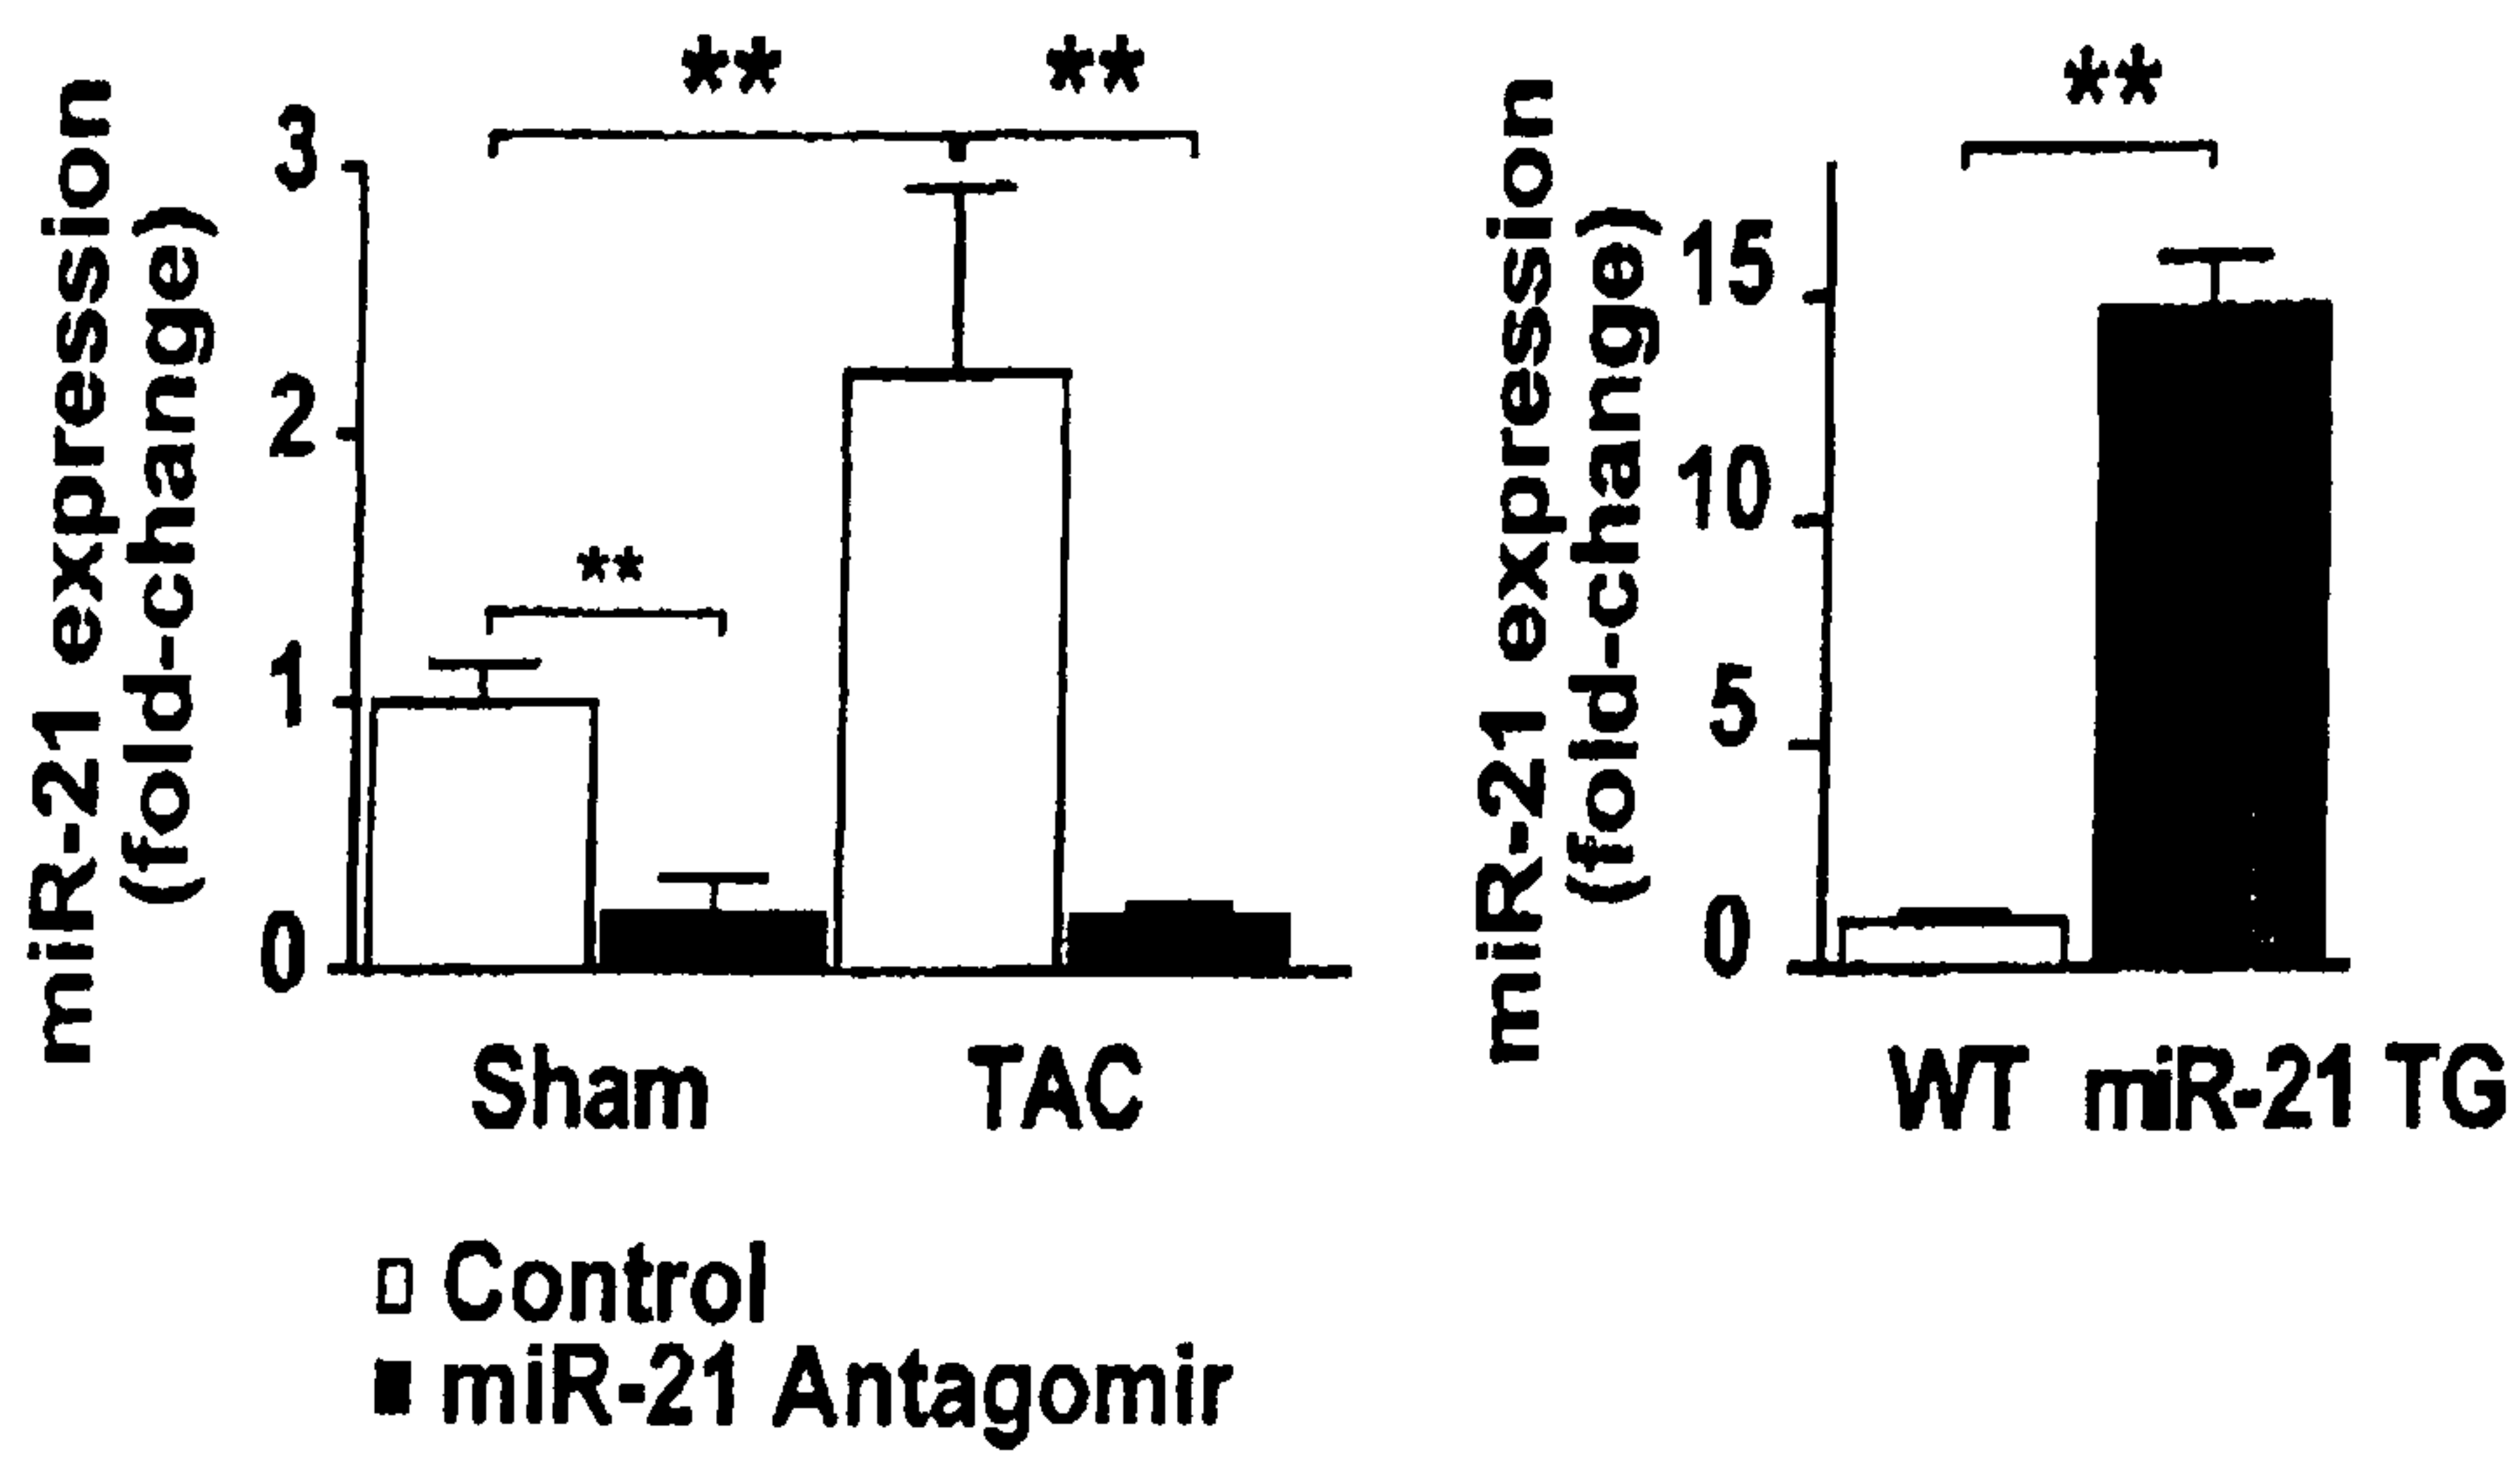 miR-21 expression
(fold-change)
3
2
1
0
**
**
**
Sham
TAC
Control
miR-21 Antagomir
miR-21 expression
(fold-change)
15
10
5
0
**
WT
miR-21 TG